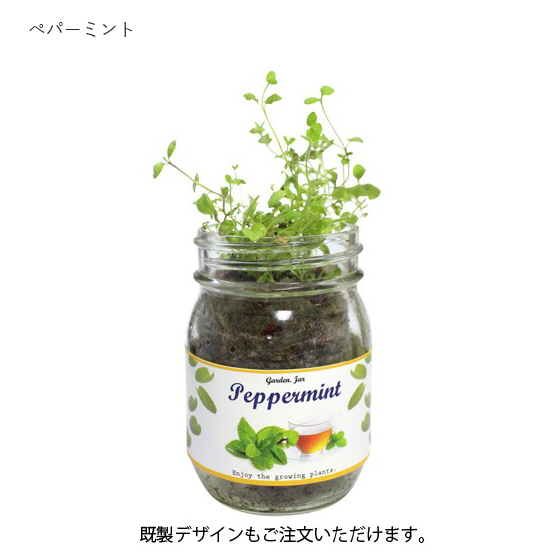 ペパーミント
Garden Jar
Peppermint
Enjoy the growing plants.
既製デザインもご注文いただけます。